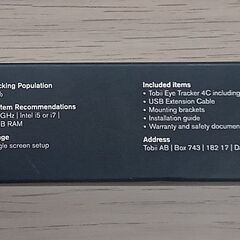 cking Population
%
tem Recommendations
GHz | Intel i5 or i7 |
B RAM
ge
gle screen setup
Included Items
• Tobii Eye Tracker 4C including
• USB Extension Cable
• Mounting brackets
• Installation guide
• Warranty and safety documen
Address
Tobii AB | Box 743 | 182 17 | Da